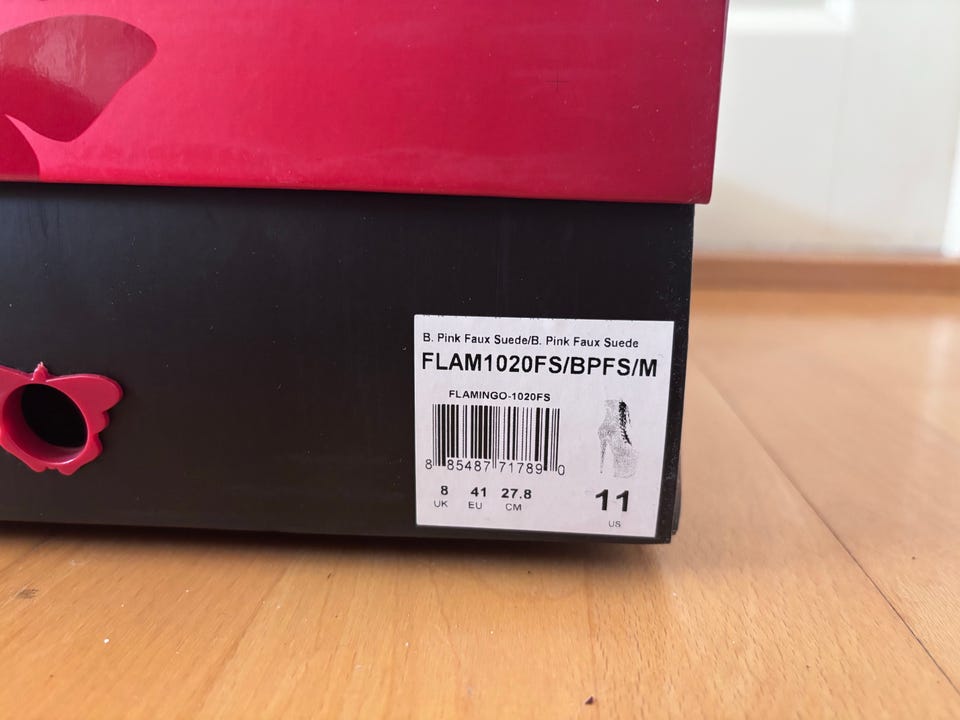 B. Pink Faux Suede/B. Pink Faux Suede
FLAM1020FS/BPFS/M
FLAMINGO-1020FS
8 85487 71789 0
8 41 27.8
UK EU CM
11
US